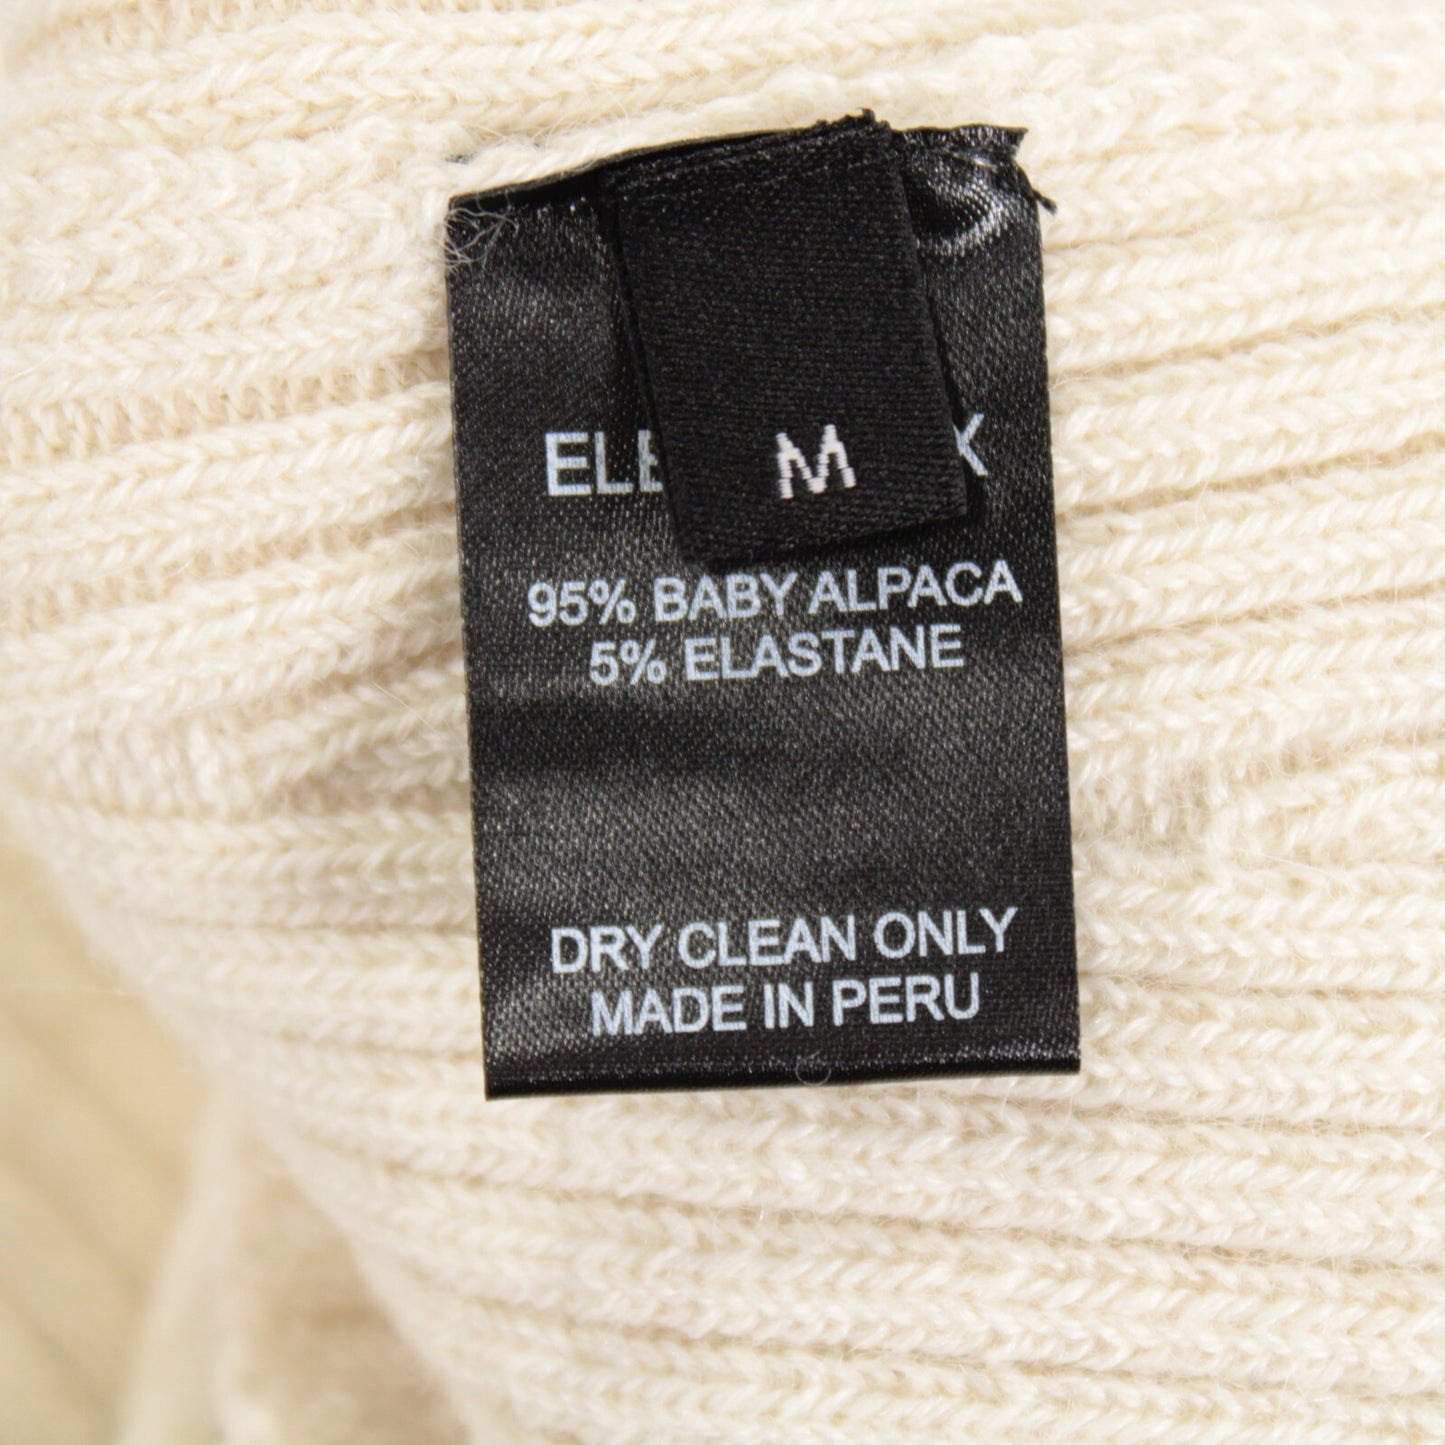 M
95% BABY ALPACA
5% ELASTANE
DRY CLEAN ONLY
MADE IN PERU